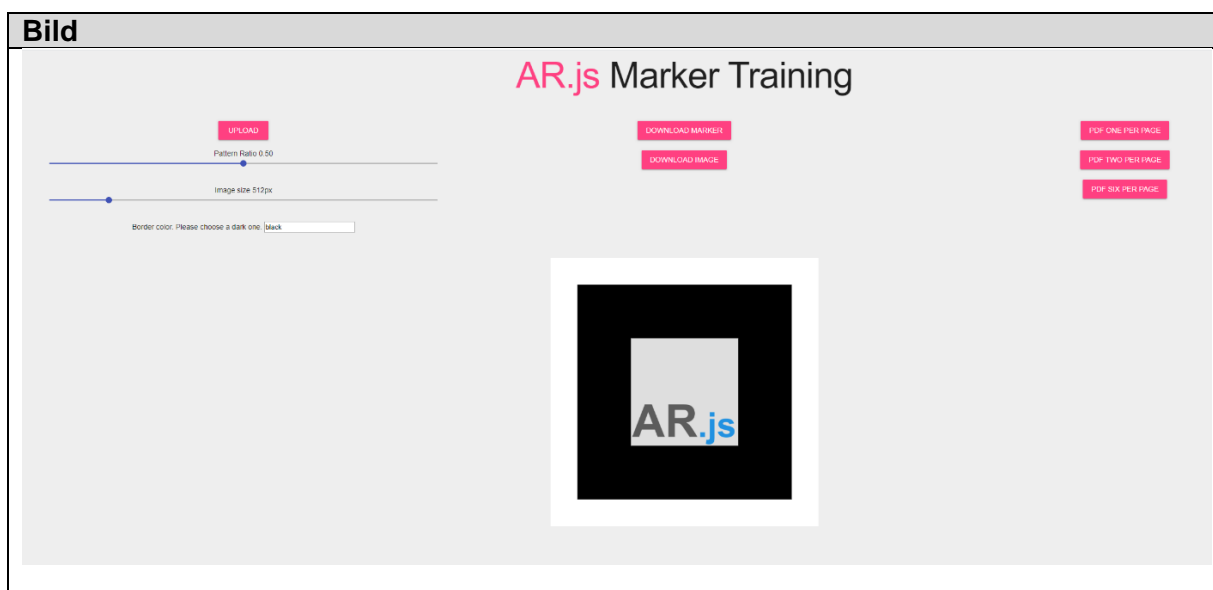 Bild
AR.js Marker Training
UPLOAD
Pattern Ratio 0.50
Image size 512px
Border color. Please choose a dark one. black
DOWNLOAD MARKER
DOWNLOAD IMAGE
PDF ONE PER PAGE
PDF TWO PER PAGE
PDF SIX PER PAGE
AR.js